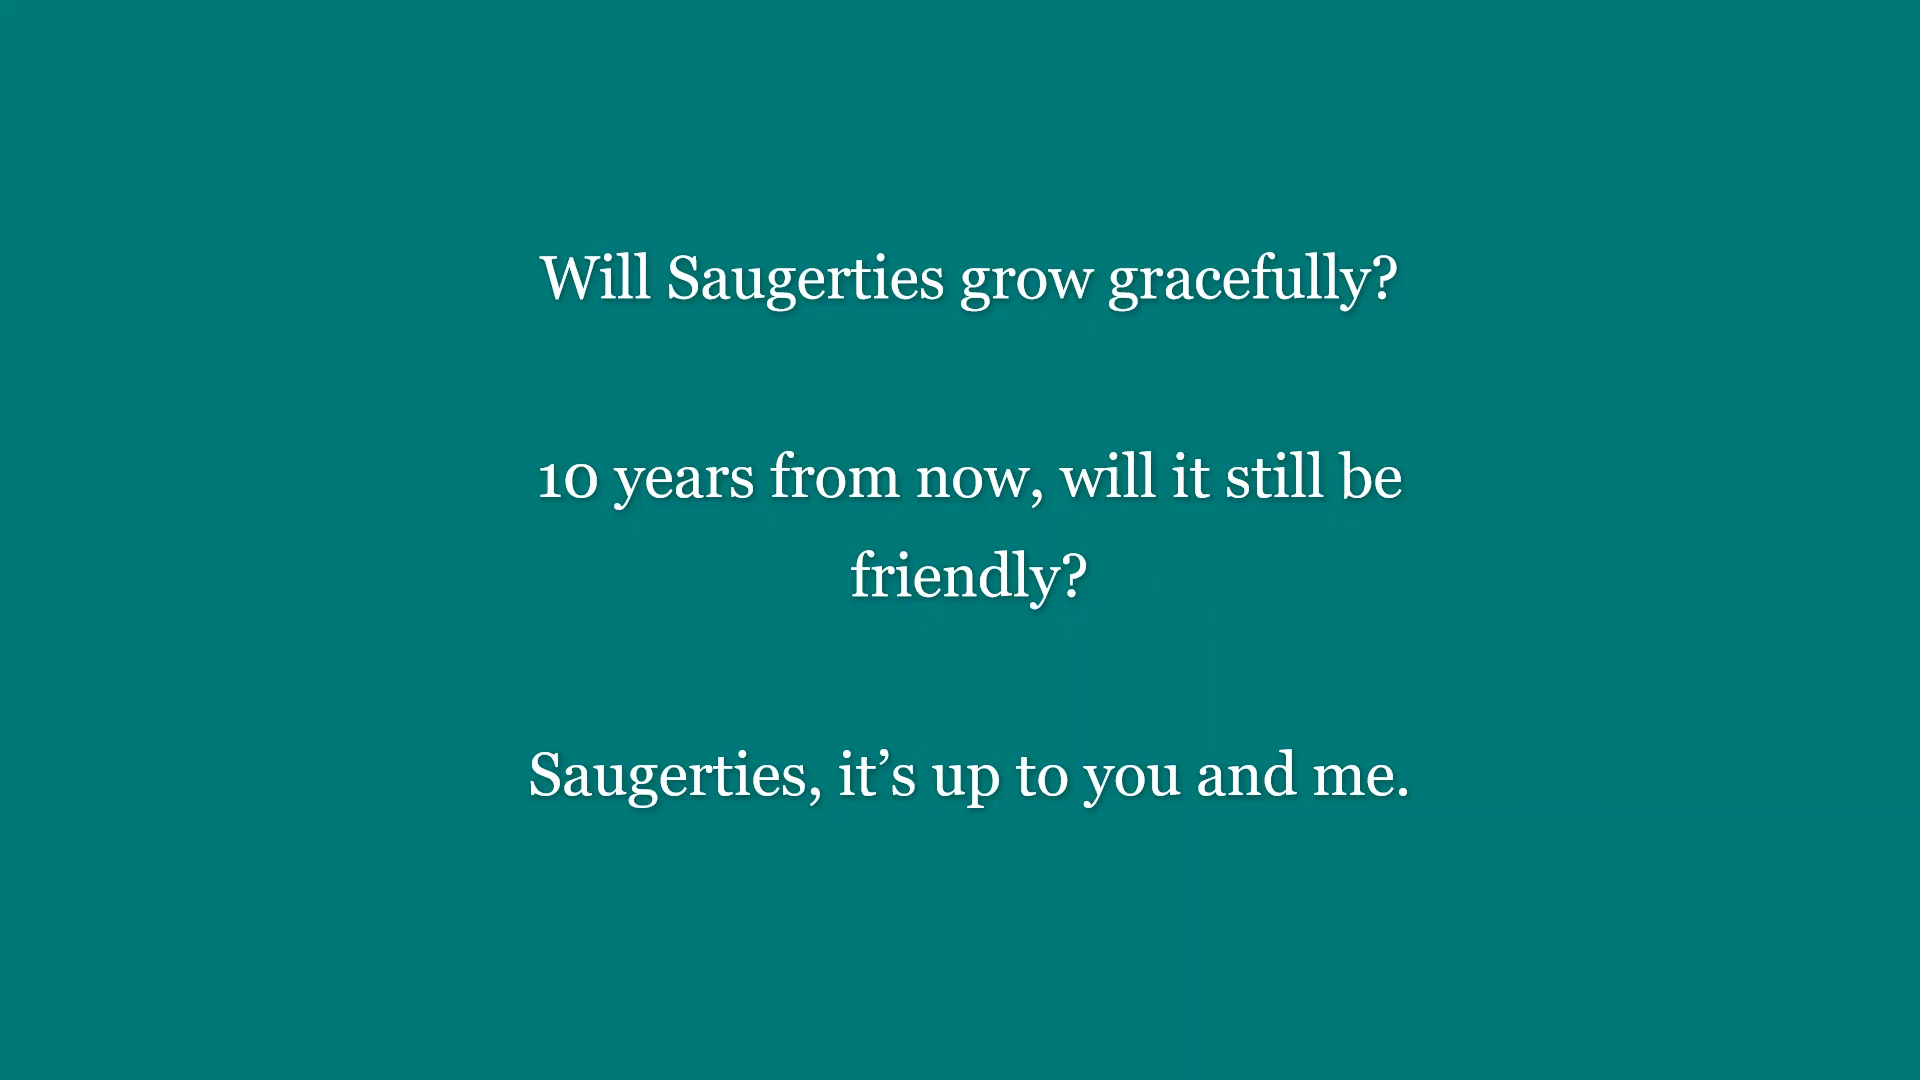 Will Saugerties grow gracefully?
10 years from now, will it still be
friendly?
Saugerties, it’s up to you and me.